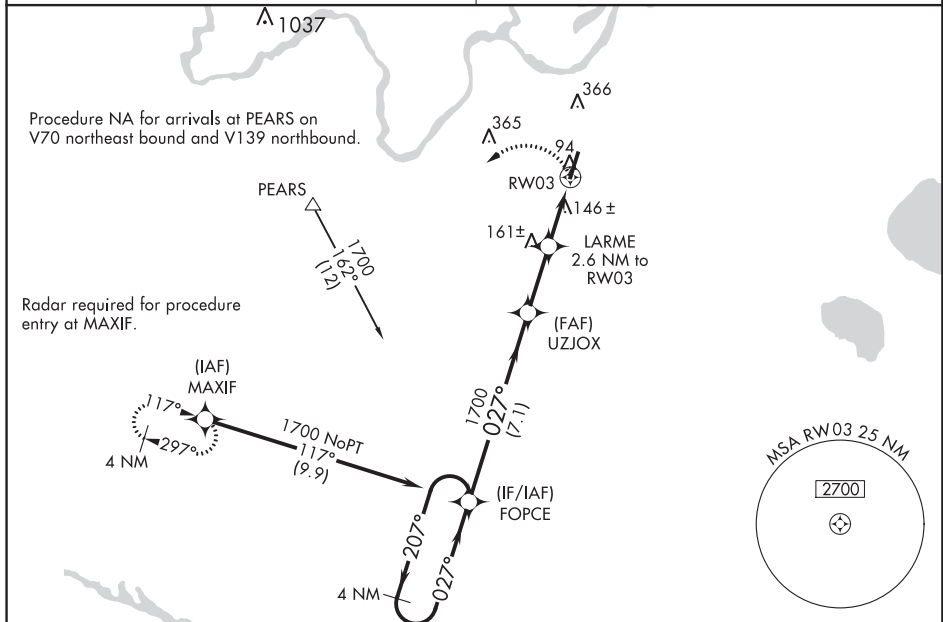 1037
Procedure NA for arrivals at PEARS on
V70 northeast bound and V139 northbound.
366
365
94
RW03
PEARS
146±
161±
LARME
2.6 NM to
RW03
1700
162°
(12)
Radar required for procedure
entry at MAXIF.
(FAF)
UZJOX
(IAF)
MAXIF
117°
297°
4 NM
1700 NoPT
117°
(9.9)
1700
027°
(7.1)
MSA RW03 25 NM
2700
(IF/IAF)
FOPCE
207°
027°
4 NM